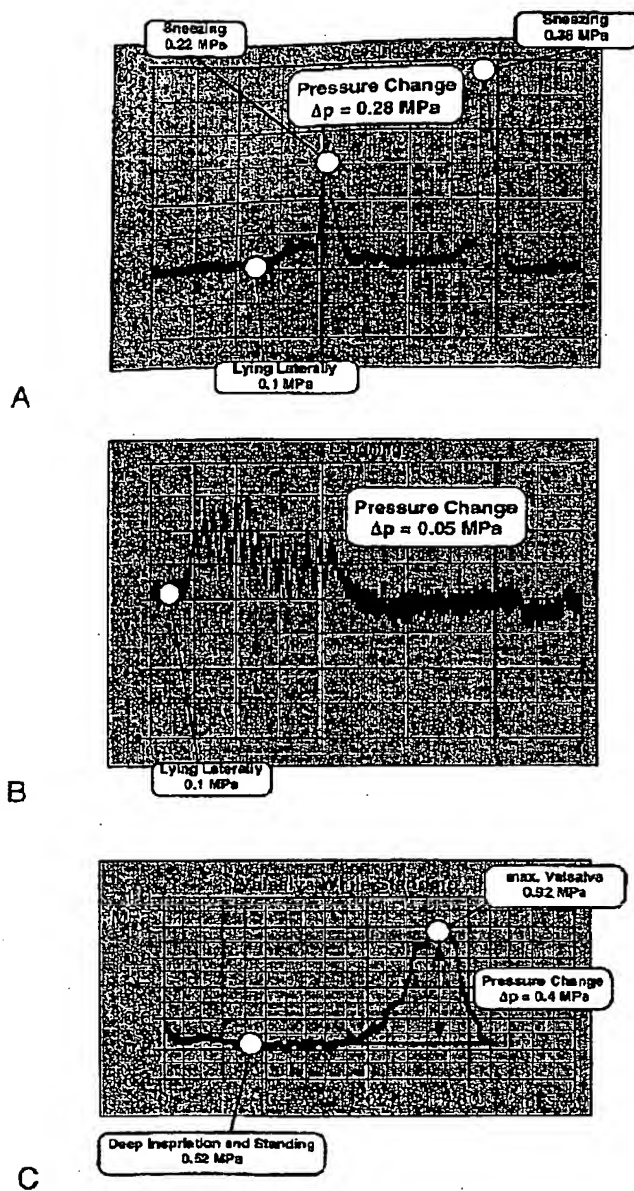 Sneezing
0.22 MPa
Sneezing
0.38 MPa
Pressure Change
Δp = 0.28 MPa
Lying Laterally
0.1 MPa
A
Pressure Change
Δp = 0.05 MPa
Lying Laterally
0.1 MPa
B
max. Valsalva
0.92 MPa
Pressure Change
Δp = 0.4 MPa
Deep Inspriation and Standing
0.52 MPa
C